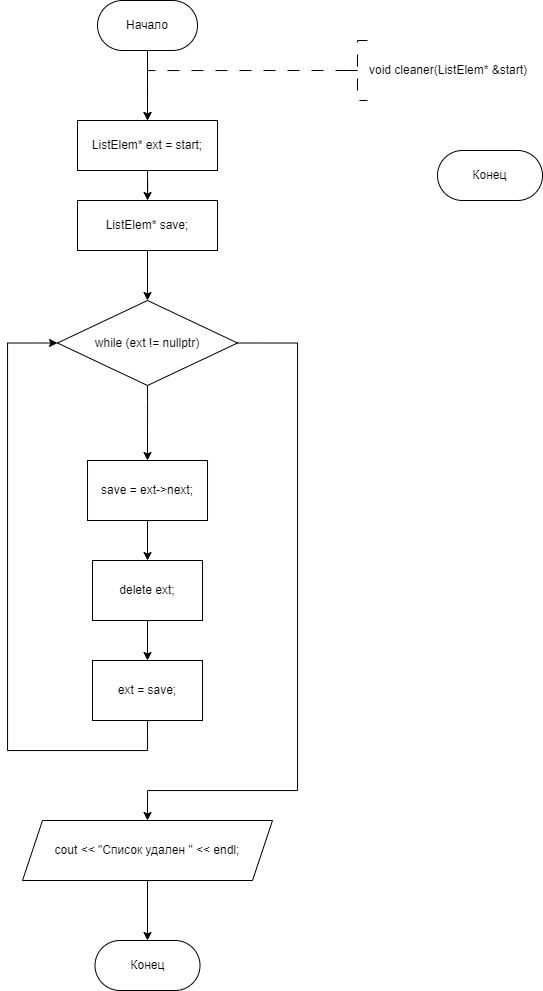 Начало
void cleaner(ListElem* &start)
ListElem* ext = start;
Конец
ListElem* save;
while (ext != nullptr)
save = ext->next;
delete ext;
ext = save;
cout << "Список удален " << endl;
Конец